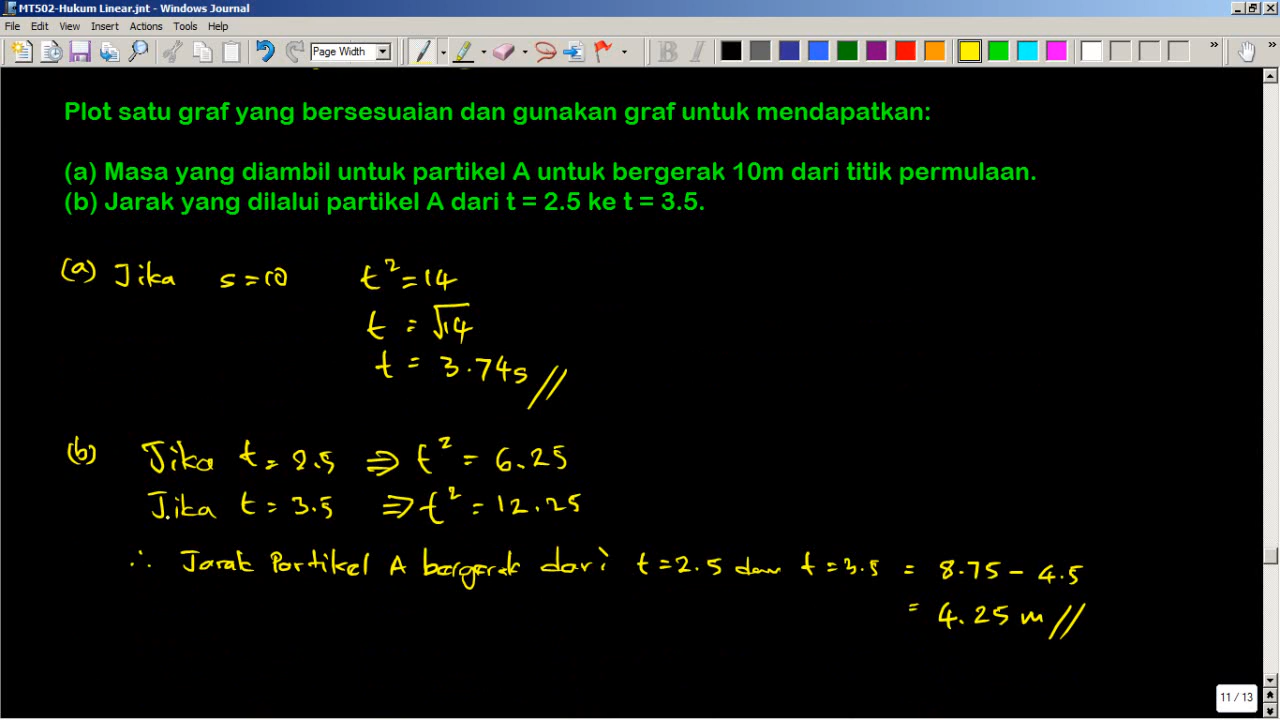 MT502-Hukum Linear.jnt - Windows Journal
File Edit View Insert Actions Tools Help
Page Width
Plot satu graf yang bersesuaian dan gunakan graf untuk mendapatkan:
(a) Masa yang diambil untuk partikel A untuk bergerak 10m dari titik permulaan.
(b) Jarak yang dilalui partikel A dari t = 2.5 ke t = 3.5.
(a) Jika s=10 t²=14
t = √14
t = 3.74s //
(b) Jika t= 2.5 ⇒ t² = 6.25
Jika t = 3.5 ⇒ t² = 12.25
∴ Jarak Partikel A bergerak dari t=2.5 dan t=3.5 = 8.75 - 4.5
= 4.25 m //
11 / 13